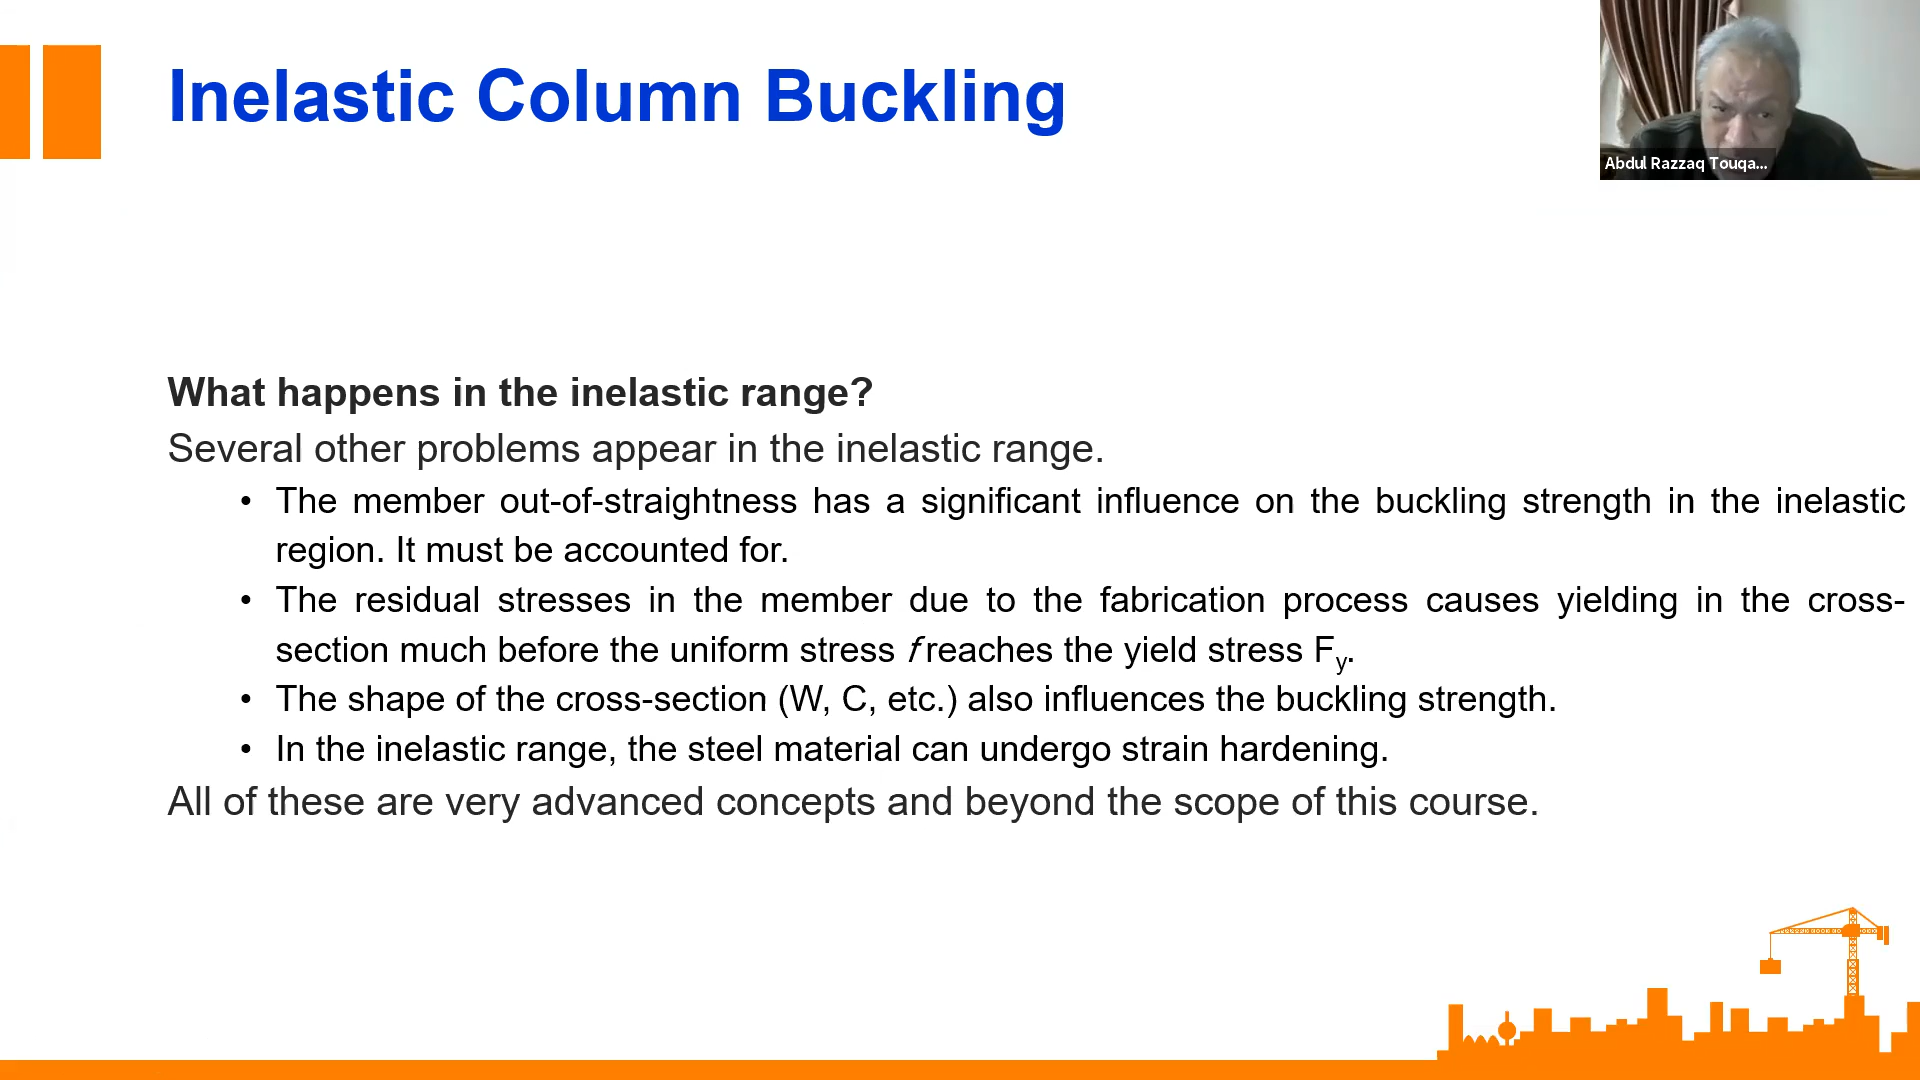 Inelastic Column Buckling
Abdul Razzaq Touqa...
What happens in the inelastic range?
Several other problems appear in the inelastic range.
• The member out-of-straightness has a significant influence on the buckling strength in the inelastic
region. It must be accounted for.
• The residual stresses in the member due to the fabrication process causes yielding in the cross-
section much before the uniform stress f reaches the yield stress Fy.
• The shape of the cross-section (W, C, etc.) also influences the buckling strength.
• In the inelastic range, the steel material can undergo strain hardening.
All of these are very advanced concepts and beyond the scope of this course.